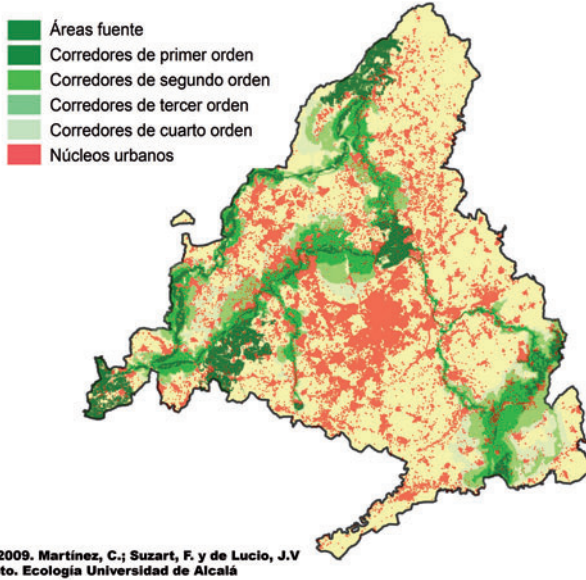 Áreas fuente
Corredores de primer orden
Corredores de segundo orden
Corredores de tercer orden
Corredores de cuarto orden
Núcleos urbanos
2009. Martínez, C.; Suzart, F. y de Lucio, J.V
to. Ecología Universidad de Alcalá